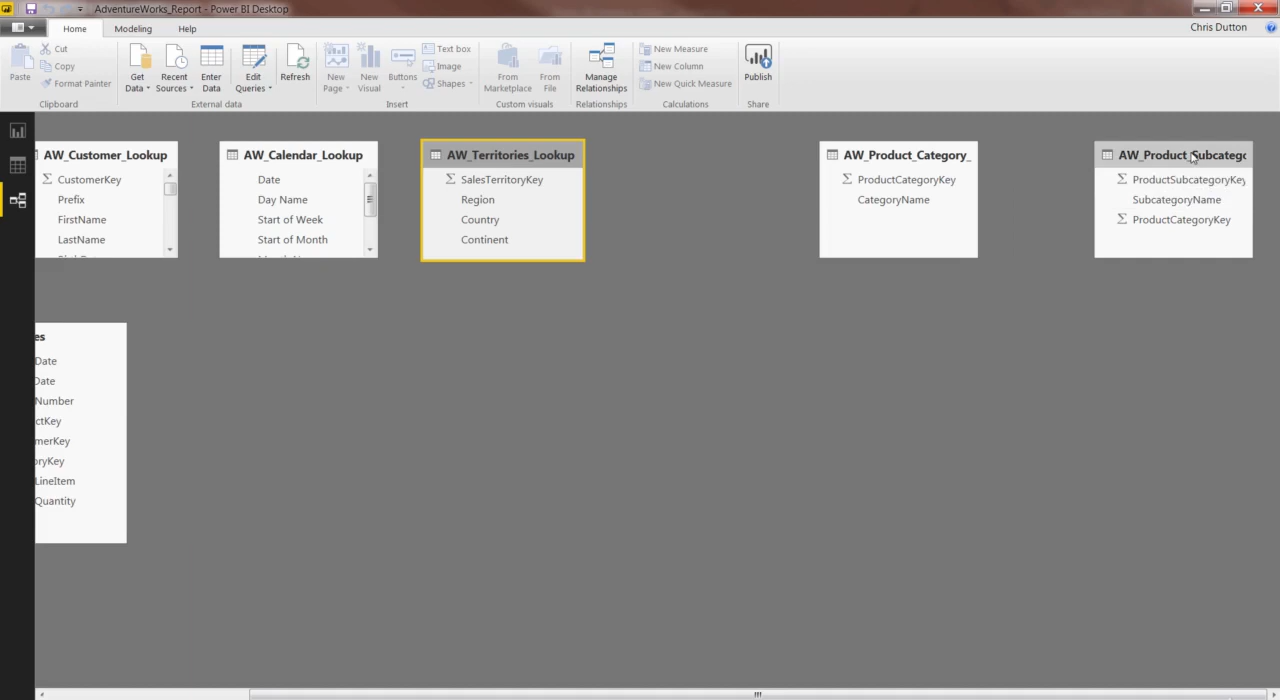 AdventureWorks_Report - Power BI Desktop
Home Modeling Help Chris Dutton
Paste
Cut
Copy
Format Painter
Clipboard
Get Data
Recent Sources
Enter Data
Edit Queries
Refresh
External data
New Page
New Visual
Buttons
Text box
Image
Shapes
Insert
From Marketplace
From File
Custom visuals
Manage Relationships
Relationships
New Measure
New Column
New Quick Measure
Calculations
Publish
Share
AW_Customer_Lookup
CustomerKey
Prefix
FirstName
LastName
AW_Calendar_Lookup
Date
Day Name
Start of Week
Start of Month
AW_Territories_Lookup
SalesTerritoryKey
Region
Country
Continent
AW_Product_Category_
ProductCategoryKey
CategoryName
AW_Product_Subcatego
ProductSubcategoryKey
SubcategoryName
ProductCategoryKey
es
Date
Date
Number
ctKey
merKey
oryKey
LineItem
Quantity